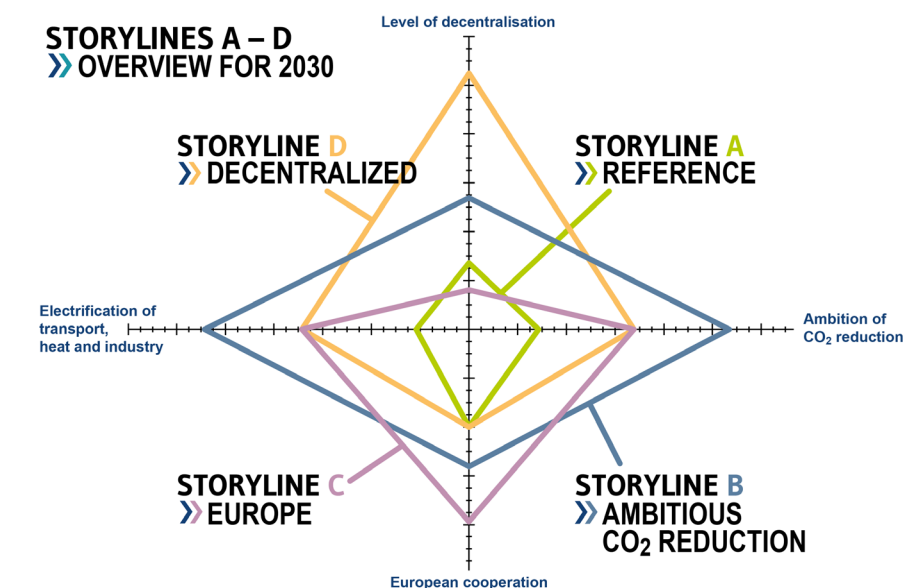 Level of decentralisation
STORYLINES A – D
OVERVIEW FOR 2030
STORYLINE D
DECENTRALIZED
STORYLINE A
REFERENCE
Electrification of
transport,
heat and industry
Ambition of
CO₂ reduction
STORYLINE C
EUROPE
STORYLINE B
AMBITIOUS
CO₂ REDUCTION
European cooperation